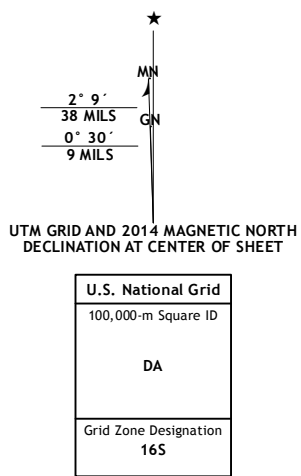 MN
2° 9´
38 MILS
GN
0° 30´
9 MILS
UTM GRID AND 2014 MAGNETIC NORTH
DECLINATION AT CENTER OF SHEET
U.S. National Grid
100,000-m Square ID
DA
Grid Zone Designation
16S